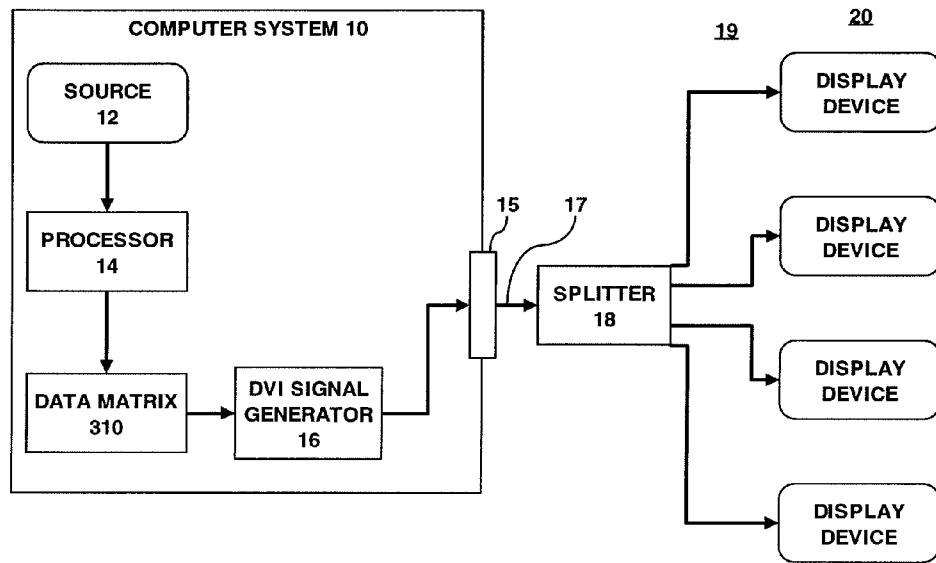 COMPUTER SYSTEM 10
SOURCE
12
PROCESSOR
14
DATA MATRIX
310
DVI SIGNAL
GENERATOR
16
15
17
SPLITTER
18
19
20
DISPLAY
DEVICE
DISPLAY
DEVICE
DISPLAY
DEVICE
DISPLAY
DEVICE